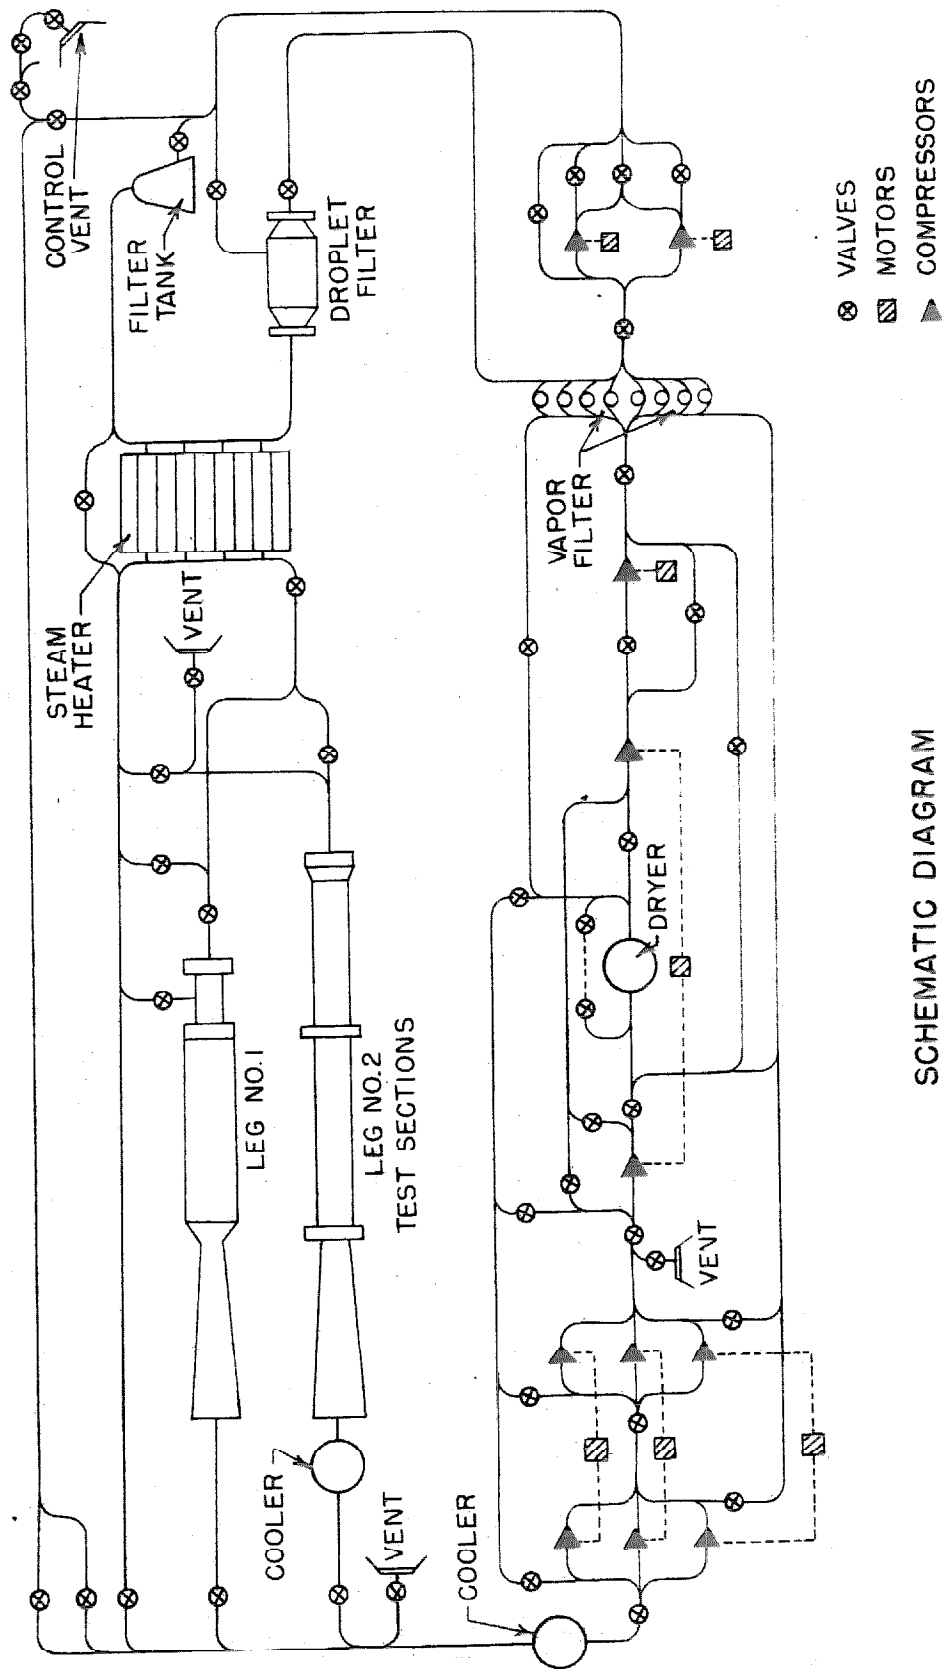 CONTROL
VENT
FILTER
TANK
DROPLET
FILTER
STEAM
HEATER
VENT
VAPOR
FILTER
LEG NO.1
LEG NO.2
TEST SECTIONS
DRYER
VENT
COOLER
VENT
COOLER
VALVES
MOTORS
COMPRESSORS
SCHEMATIC DIAGRAM